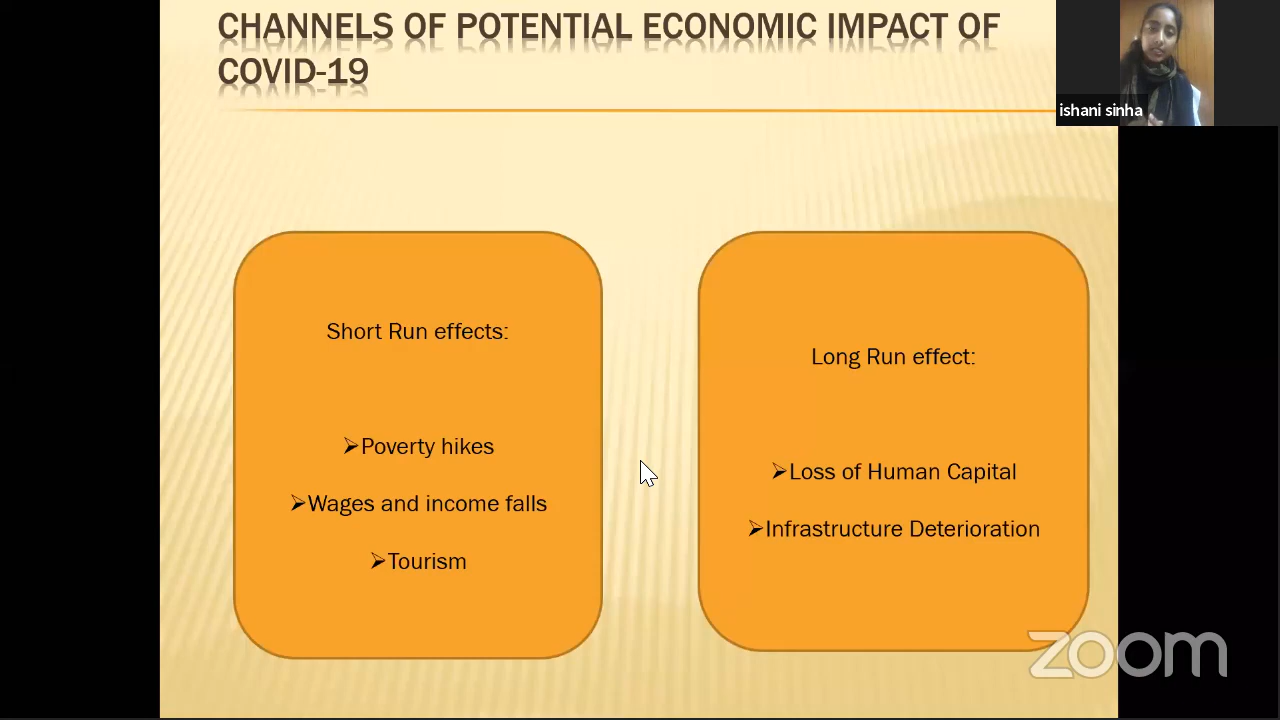 CHANNELS OF POTENTIAL ECONOMIC IMPACT OF
COVID-19
ishani sinha
Short Run effects:
➢Poverty hikes
➢Wages and income falls
➢Tourism
Long Run effect:
➢Loss of Human Capital
➢Infrastructure Deterioration
zoom